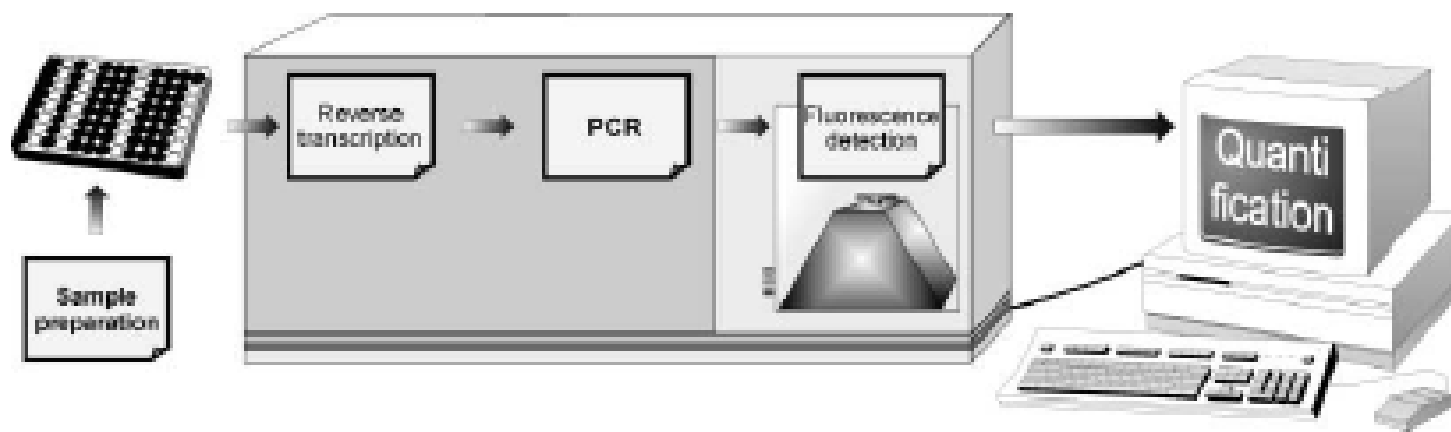 Sample
preparation
Reverse
transcription
PCR
Fluorescence
detection
Quanti
fication